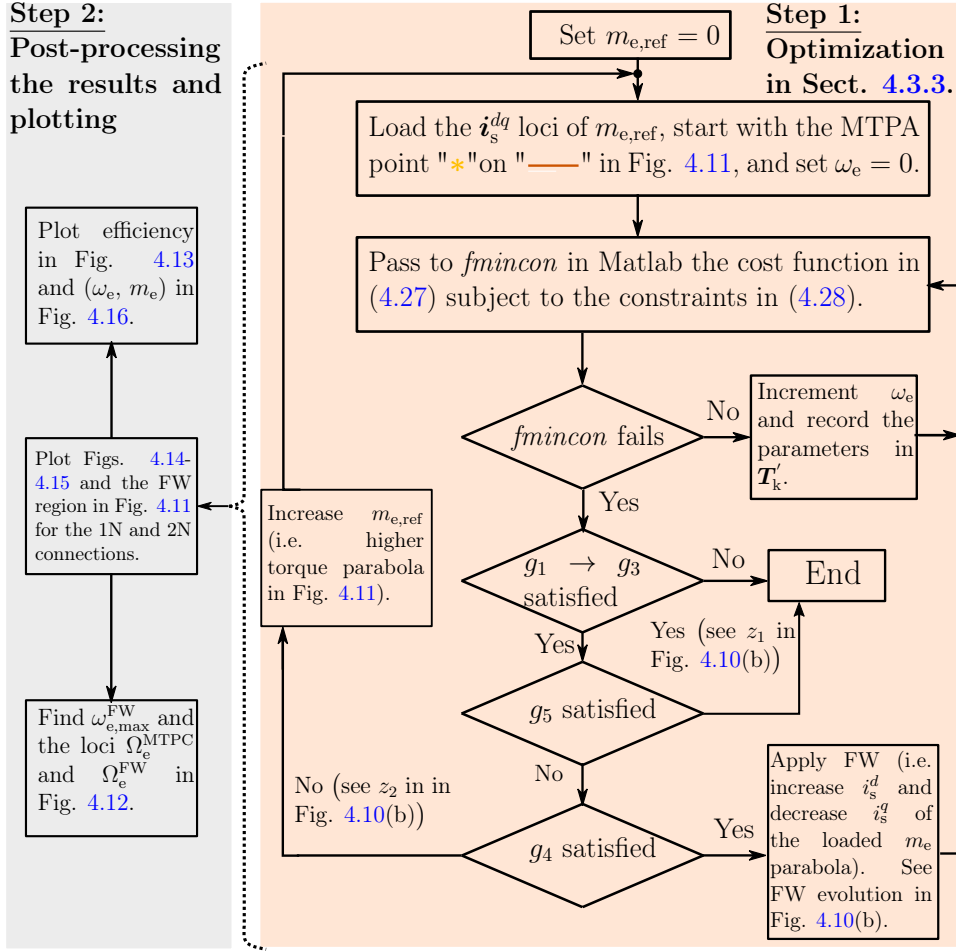 Step 2:
Post-processing
the results and
plotting
Plot efficiency
in Fig. 4.13
and (ωe, me) in
Fig. 4.16.
Plot Figs. 4.14-
4.15 and the FW
region in Fig. 4.11
for the 1N and 2N
connections.
Find ω_{e,max}^{FW} and
the loci Ω_e^{MTPC}
and Ω_e^{FW} in
Fig. 4.12.
Step 1:
Optimization
in Sect. 4.3.3.
Set m_{e,ref} = 0
Load the i_s^{dq} loci of m_{e,ref}, start with the MTPA
point "*"on "——" in Fig. 4.11, and set ω_e = 0.
Pass to fmincon in Matlab the cost function in
(4.27) subject to the constraints in (4.28).
fmincon fails
No
Increment ω_e
and record the
parameters in
T_k′.
Yes
g_1 → g_3
satisfied
No
End
Yes
Yes (see z_1 in
Fig. 4.10(b))
g_5 satisfied
No
g_4 satisfied
Yes
Apply FW (i.e.
increase i_s^d and
decrease i_s^q of
the loaded m_e
parabola). See
FW evolution in
Fig. 4.10(b).
No (see z_2 in in
Fig. 4.10(b))
Increase m_{e,ref}
(i.e. higher
torque parabola
in Fig. 4.11).